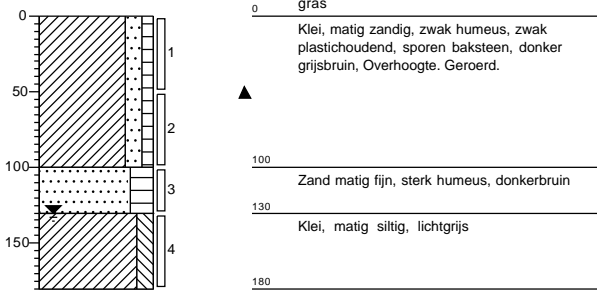 0
50
100
150
1
2
3
4
0
gras
Klei, matig zandig, zwak humeus, zwak
plastichoudend, sporen baksteen, donker
grijsbruin, Overhoogte. Geroerd.
100
Zand matig fijn, sterk humeus, donkerbruin
130
Klei, matig siltig, lichtgrijs
180